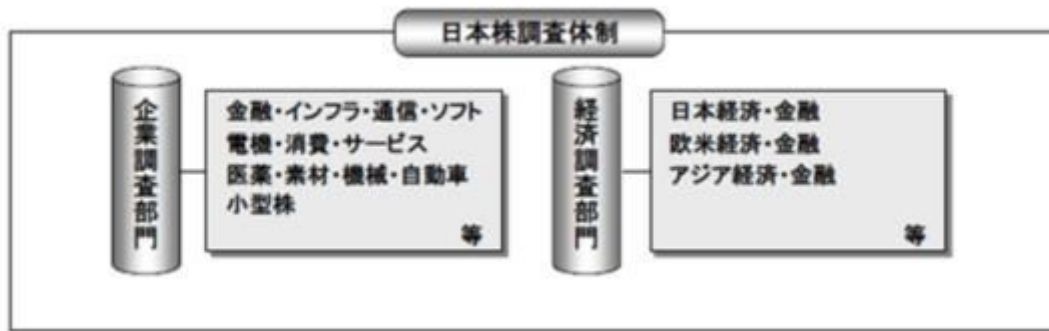 日本株調査体制
企業調査部門
金融・インフラ・通信・ソフト
電機・消費・サービス
医薬・素材・機械・自動車
小型株
等
経済調査部門
日本経済・金融
欧米経済・金融
アジア経済・金融
等